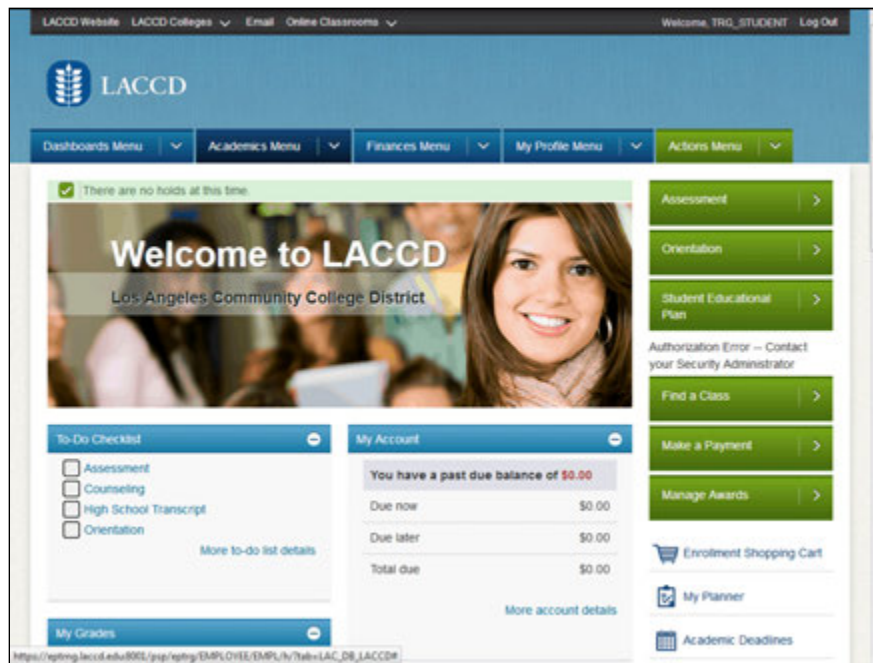 LACCD Website LACCD Colleges Email Online Classrooms Welcome, TRG_STUDENT Log Out
LACCD
Dashboards Menu Academics Menu Finances Menu My Profile Menu Actions Menu
There are no holds at this time.
Welcome to LACCD
Los Angeles Community College District
Assessment
Orientation
Student Educational
Plan
Authorization Error -- Contact
your Security Administrator
Find a Class
Make a Payment
Manage Awards
Enrollment Shopping Cart
My Planner
Academic Deadlines
To-Do Checklist
Assessment
Counseling
High School Transcript
Orientation
More to-do list details
My Account
You have a past due balance of $0.00
Due now $0.00
Due later $0.00
Total due $0.00
More account details
My Grades
https://eptrng.laccd.edu:8001/psp/eptrg/EMPLOYEE/EMPL/h/?tab=LAC_DB_LACCD#